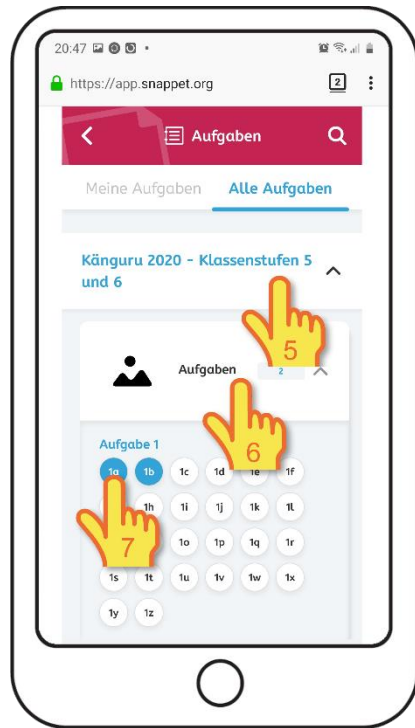 20:47
https://app.snappet.org 2
Aufgaben
Meine Aufgaben Alle Aufgaben
Känguru 2020 - Klassenstufen 5
und 6
5
Aufgaben 2
6
Aufgabe 1
1a 1b 1c 1d 1e 1f
1h 1i 1j 1k 1l
7
1o 1p 1q 1r
1s 1t 1u 1v 1w 1x
1y 1z